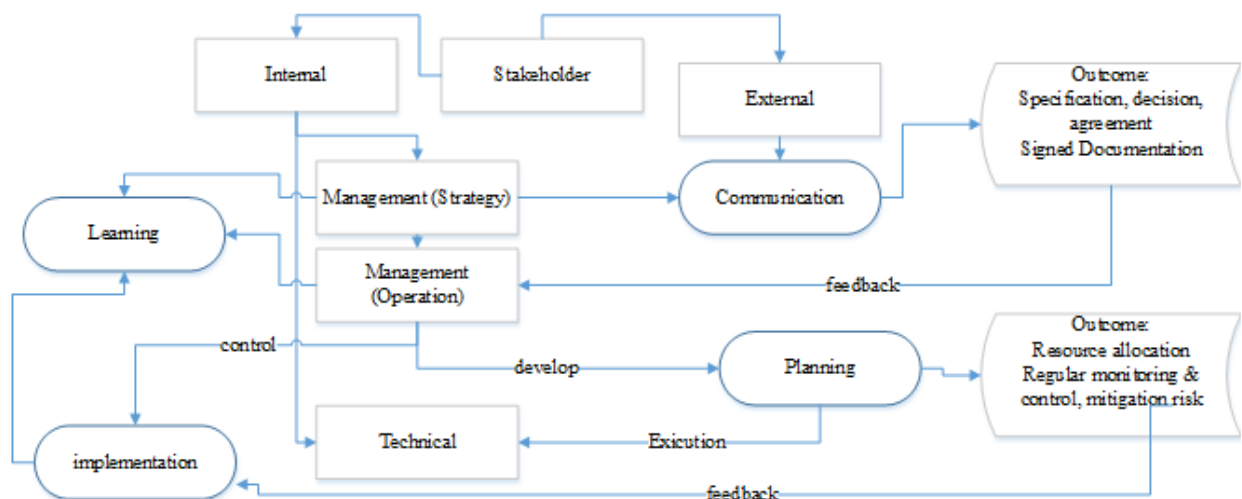 Internal
Stakeholder
External
Outcome:
Specification, decision,
agreement
Signed Documentation
Management (Strategy)
Communication
Learning
Management
(Operation)
feedback
control
develop
Planning
Outcome:
Resource allocation
Regular monitoring &
control, mitigation risk
Technical
Exicution
implementation
feedback